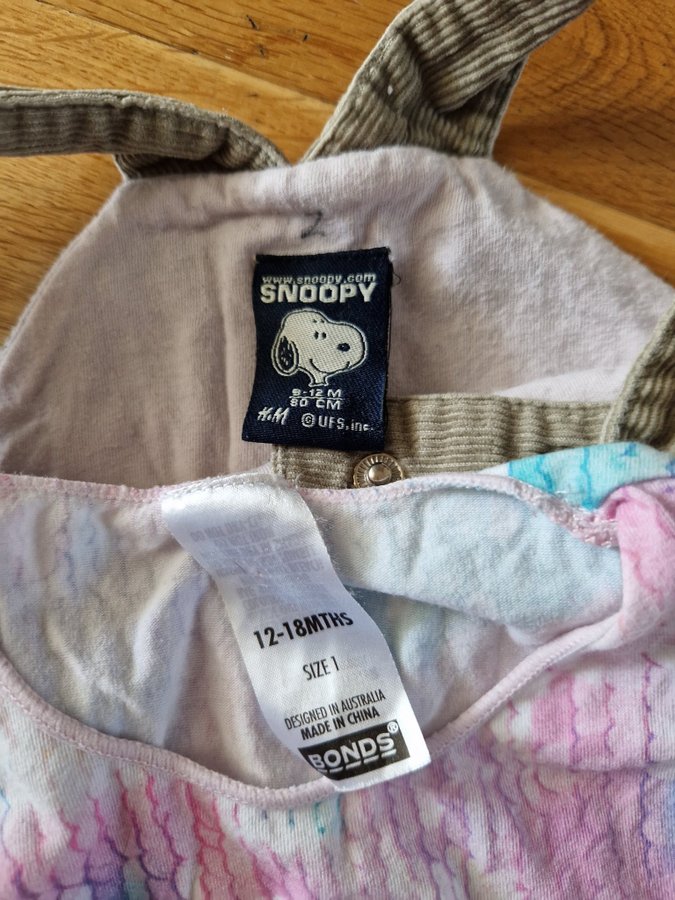 2
www.snoopy.com
SNOOPY
9-12 M
80 CM
H&M © UFS, inc.
12-18MTHS
SIZE 1
DESIGNED IN AUSTRALIA
MADE IN CHINA
BONDS®